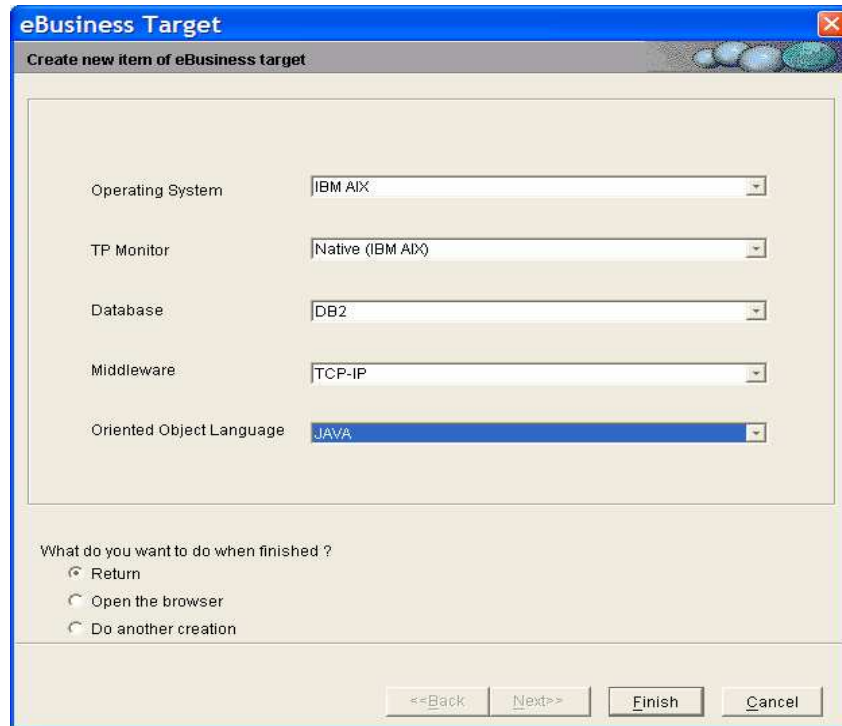 eBusiness Target
Create new item of eBusiness target
Operating System IBM AIX
TP Monitor Native (IBM AIX)
Database DB2
Middleware TCP-IP
Oriented Object Language JAVA
What do you want to do when finished ?
Return
Open the browser
Do another creation
<<Back Next>> Finish Cancel